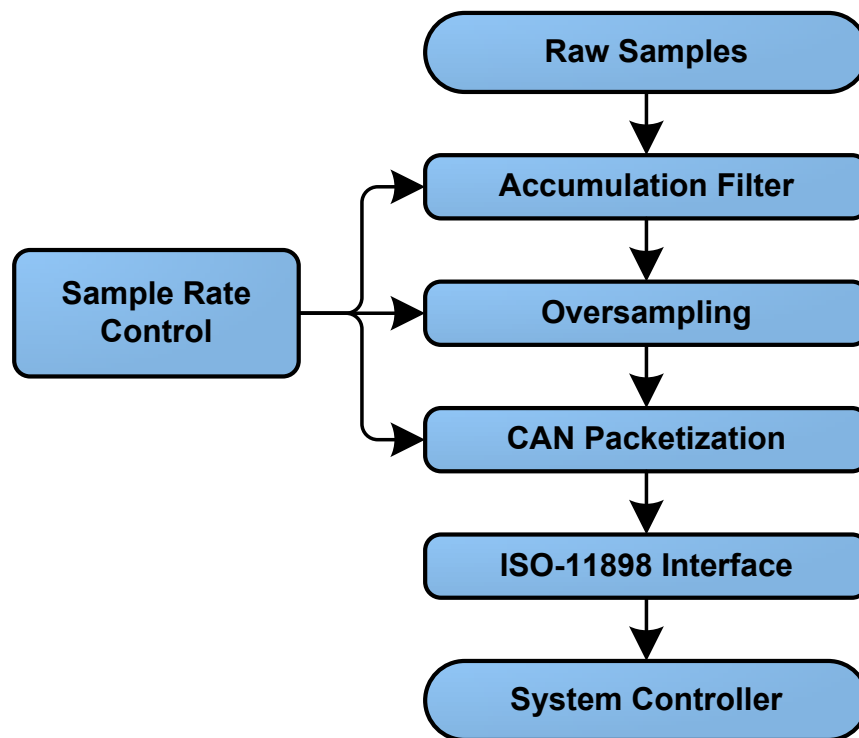 Raw Samples
Accumulation Filter
Sample Rate
Control
Oversampling
CAN Packetization
ISO-11898 Interface
System Controller